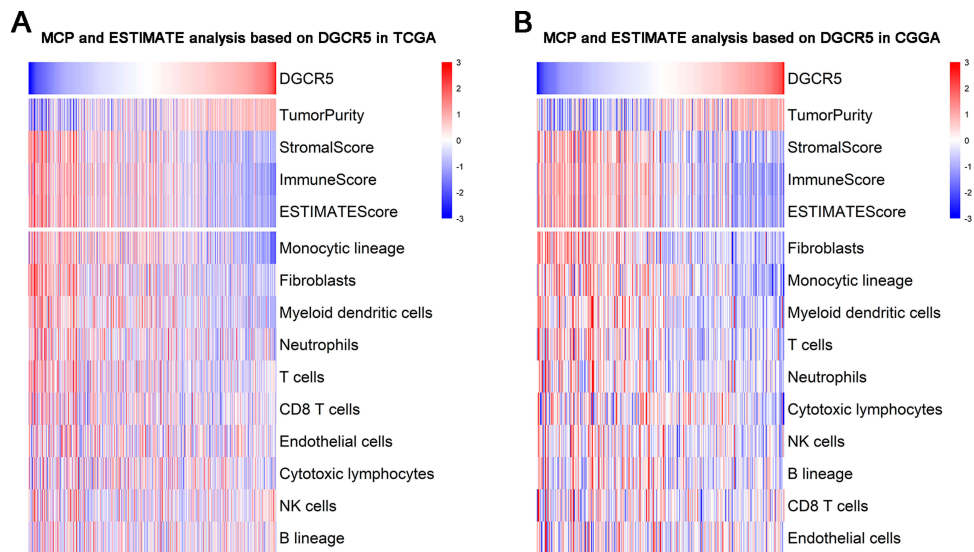 A
MCP and ESTIMATE analysis based on DGCR5 in TCGA
DGCR5
TumorPurity
StromalScore
ImmuneScore
ESTIMATEScore
Monocytic lineage
Fibroblasts
Myeloid dendritic cells
Neutrophils
T cells
CD8 T cells
Endothelial cells
Cytotoxic lymphocytes
NK cells
B lineage
3
2
1
0
-1
-2
-3
B
MCP and ESTIMATE analysis based on DGCR5 in CGGA
DGCR5
TumorPurity
StromalScore
ImmuneScore
ESTIMATEScore
Fibroblasts
Monocytic lineage
Myeloid dendritic cells
T cells
Neutrophils
Cytotoxic lymphocytes
NK cells
B lineage
CD8 T cells
Endothelial cells
3
2
1
0
-1
-2
-3